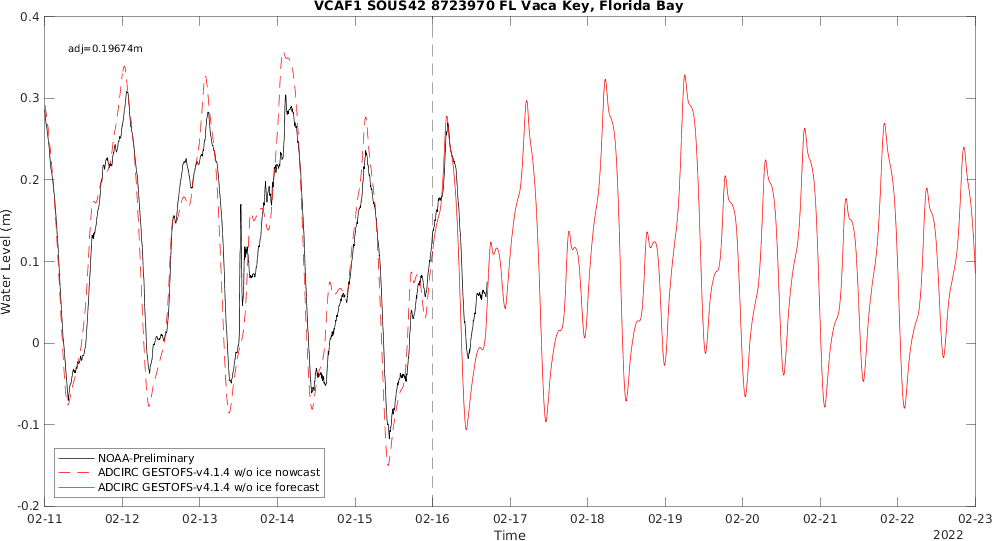 VCAF1 SOUS42 8723970 FL Vaca Key, Florida Bay
adj=0.19674m
Water Level (m)
0.4
0.3
0.2
0.1
0
-0.1
-0.2
NOAA-Preliminary
ADCIRC GESTOFS-v4.1.4 w/o ice nowcast
ADCIRC GESTOFS-v4.1.4 w/o ice forecast
02-11 02-12 02-13 02-14 02-15 02-16 02-17 02-18 02-19 02-20 02-21 02-22 02-23
Time
2022